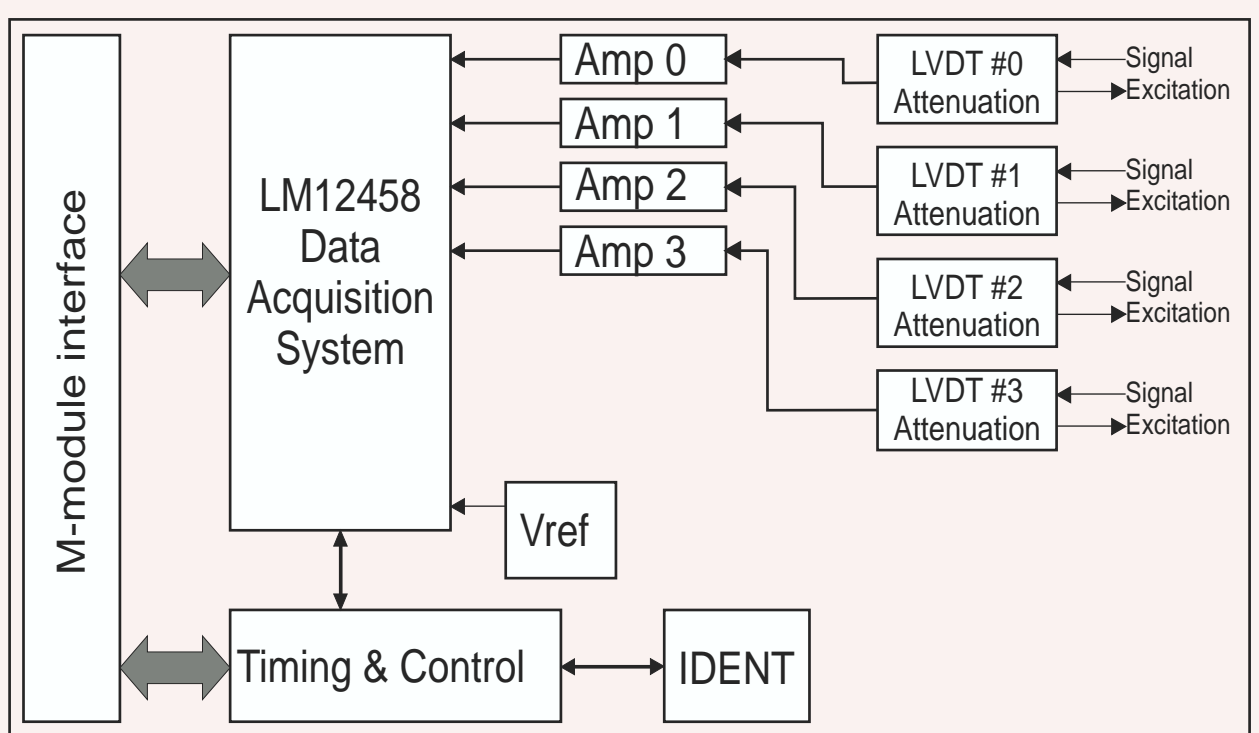 M-module interface
LM12458
Data
Acquisition
System
Amp 0
Amp 1
Amp 2
Amp 3
LVDT #0
Attenuation
Signal
Excitation
LVDT #1
Attenuation
Signal
Excitation
LVDT #2
Attenuation
Signal
Excitation
LVDT #3
Attenuation
Signal
Excitation
Vref
Timing & Control
IDENT